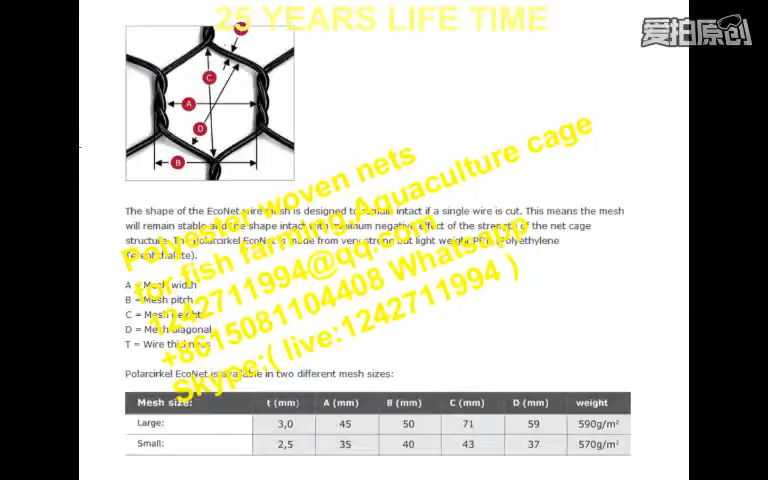 25 YEARS LIFE TIME
爱拍原创
C
A
D
B
Polyester woven nets
for fish farming.Aquaculture cage
1242711994@qq.com
+8615081104408 Whatsapp
Skype:( live:1242711994 )
The shape of the EcoNet wire mesh is designed to remain intact if a single wire is cut. This means the mesh
will remain stable and the shape intact with minimum negative effect of the strength of the net cage
structure. The Polarcirkel EcoNet is made from very strong but light weight PET (Polyethylene
Terephthalate).
A = Mesh width
B = Mesh pitch
C = Mesh height
D = Mesh diagonal
T = Wire thickness
Polarcirkel EcoNet is available in two different mesh sizes:
Mesh size: t (mm) A (mm) B (mm) C (mm) D (mm) weight
Large: 3,0 45 50 71 59 590g/m²
Small: 2,5 35 40 43 37 570g/m²